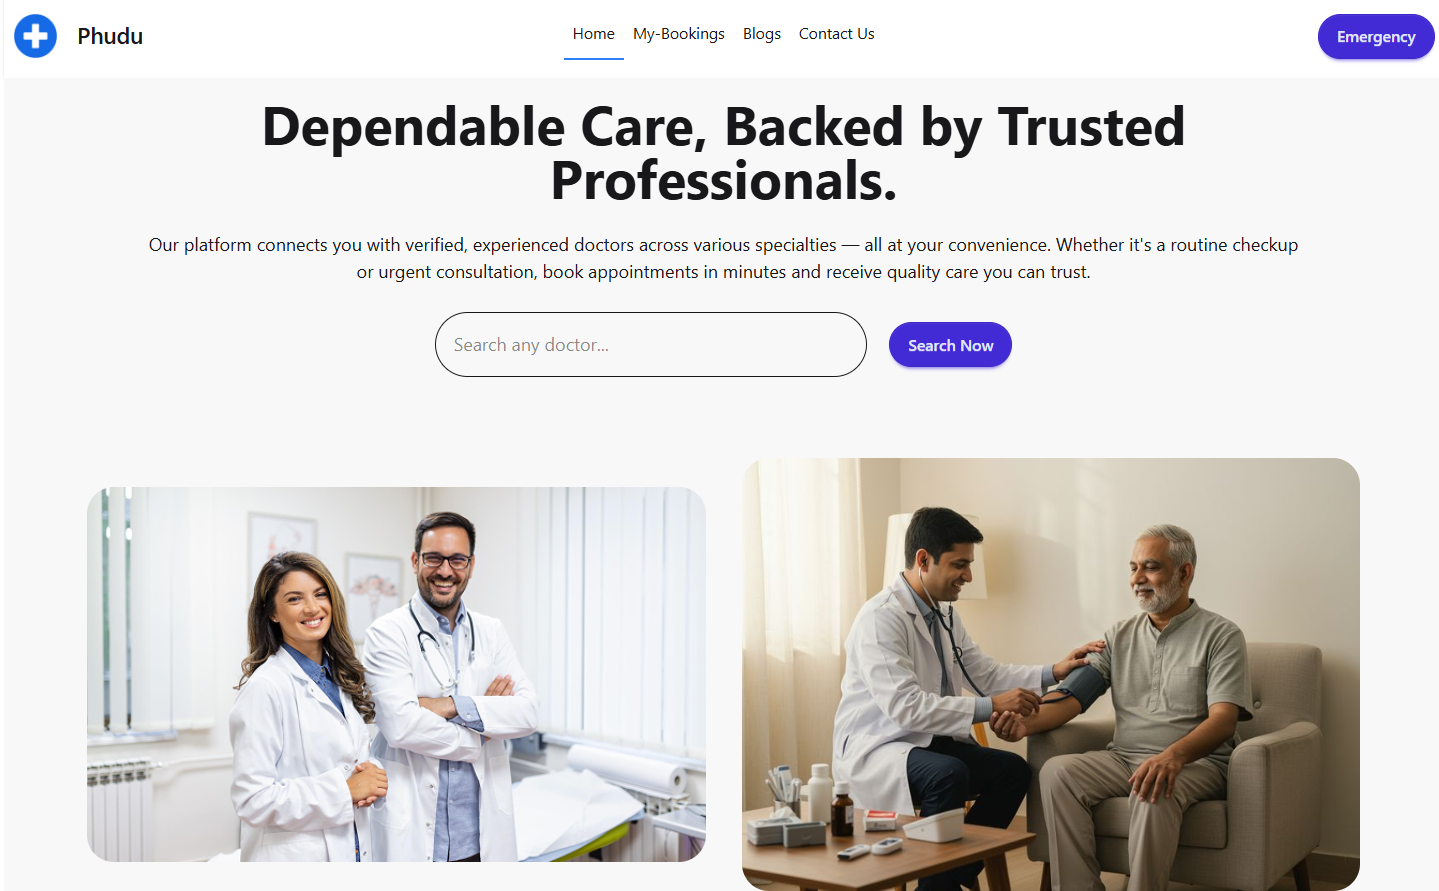 Phudu
Home My-Bookings Blogs Contact Us
Emergency
Dependable Care, Backed by Trusted
Professionals.
Our platform connects you with verified, experienced doctors across various specialties — all at your convenience. Whether it's a routine checkup
or urgent consultation, book appointments in minutes and receive quality care you can trust.
Search any doctor...
Search Now